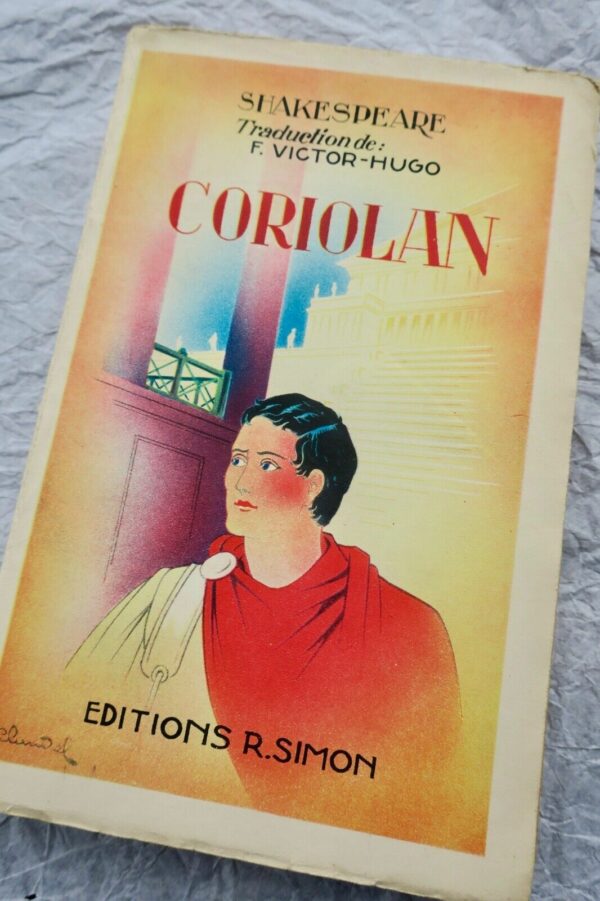 SHAKESPEARE
Traduction de:
F. VICTOR-HUGO
CORIOLAN
EDITIONS R.SIMON